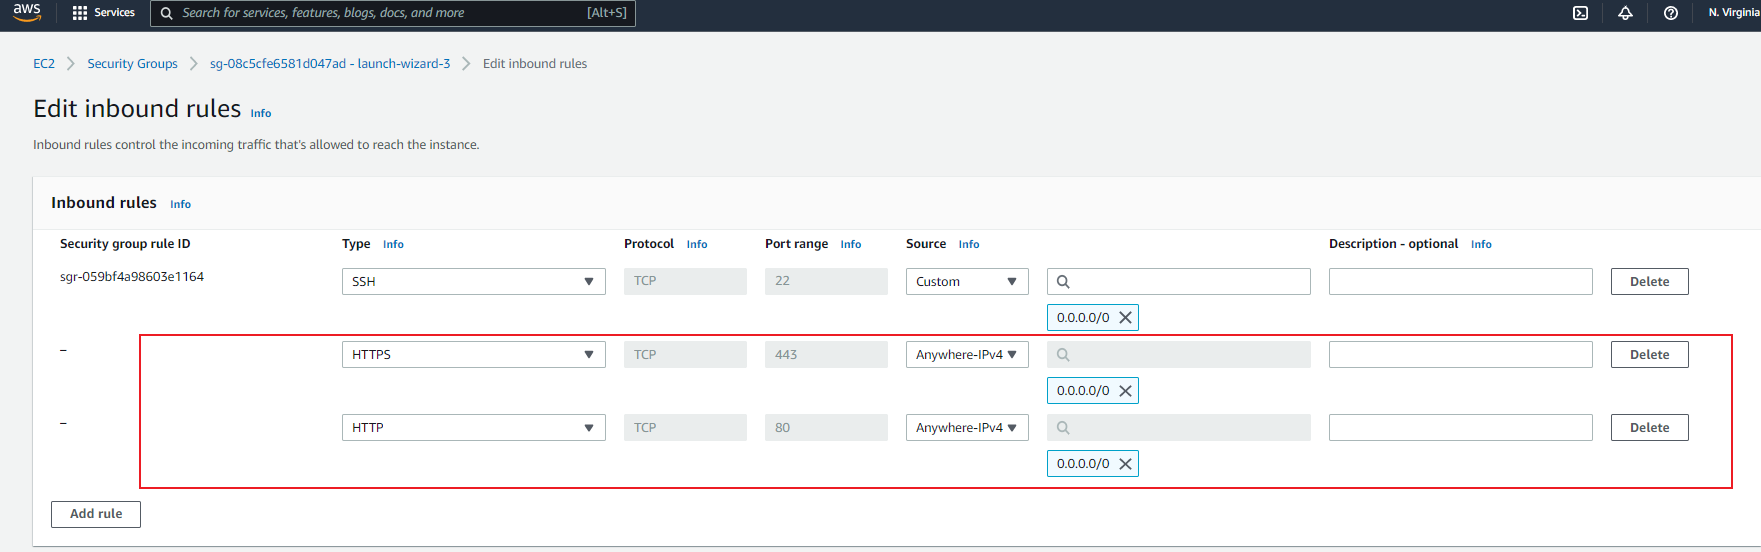 aws Services Search for services, features, blogs, docs, and more [Alt+S] N. Virginia
EC2 > Security Groups > sg-08c5cfe6581d047ad - launch-wizard-3 > Edit inbound rules
Edit inbound rules Info
Inbound rules control the incoming traffic that's allowed to reach the instance.
Inbound rules Info
Security group rule ID Type Info Protocol Info Port range Info Source Info Description - optional Info
sgr-059bf4a98603e1164 SSH TCP 22 Custom Delete
0.0.0.0/0
– HTTPS TCP 443 Anywhere-IPv4 Delete
0.0.0.0/0
– HTTP TCP 80 Anywhere-IPv4 Delete
0.0.0.0/0
Add rule